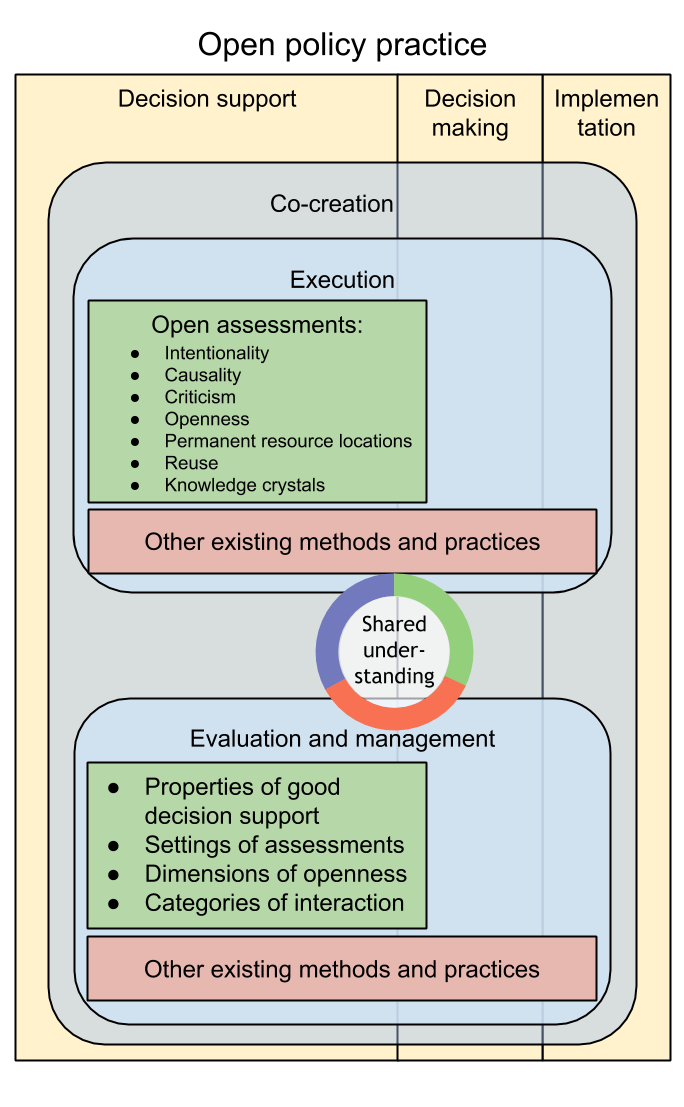 Open policy practice
Decision support
Decision
making
Implemen
tation
Co-creation
Execution
Open assessments:
● Intentionality
● Causality
● Criticism
● Openness
● Permanent resource locations
● Reuse
● Knowledge crystals
Other existing methods and practices
Shared
under-
standing
Evaluation and management
● Properties of good
decision support
● Settings of assessments
● Dimensions of openness
● Categories of interaction
Other existing methods and practices